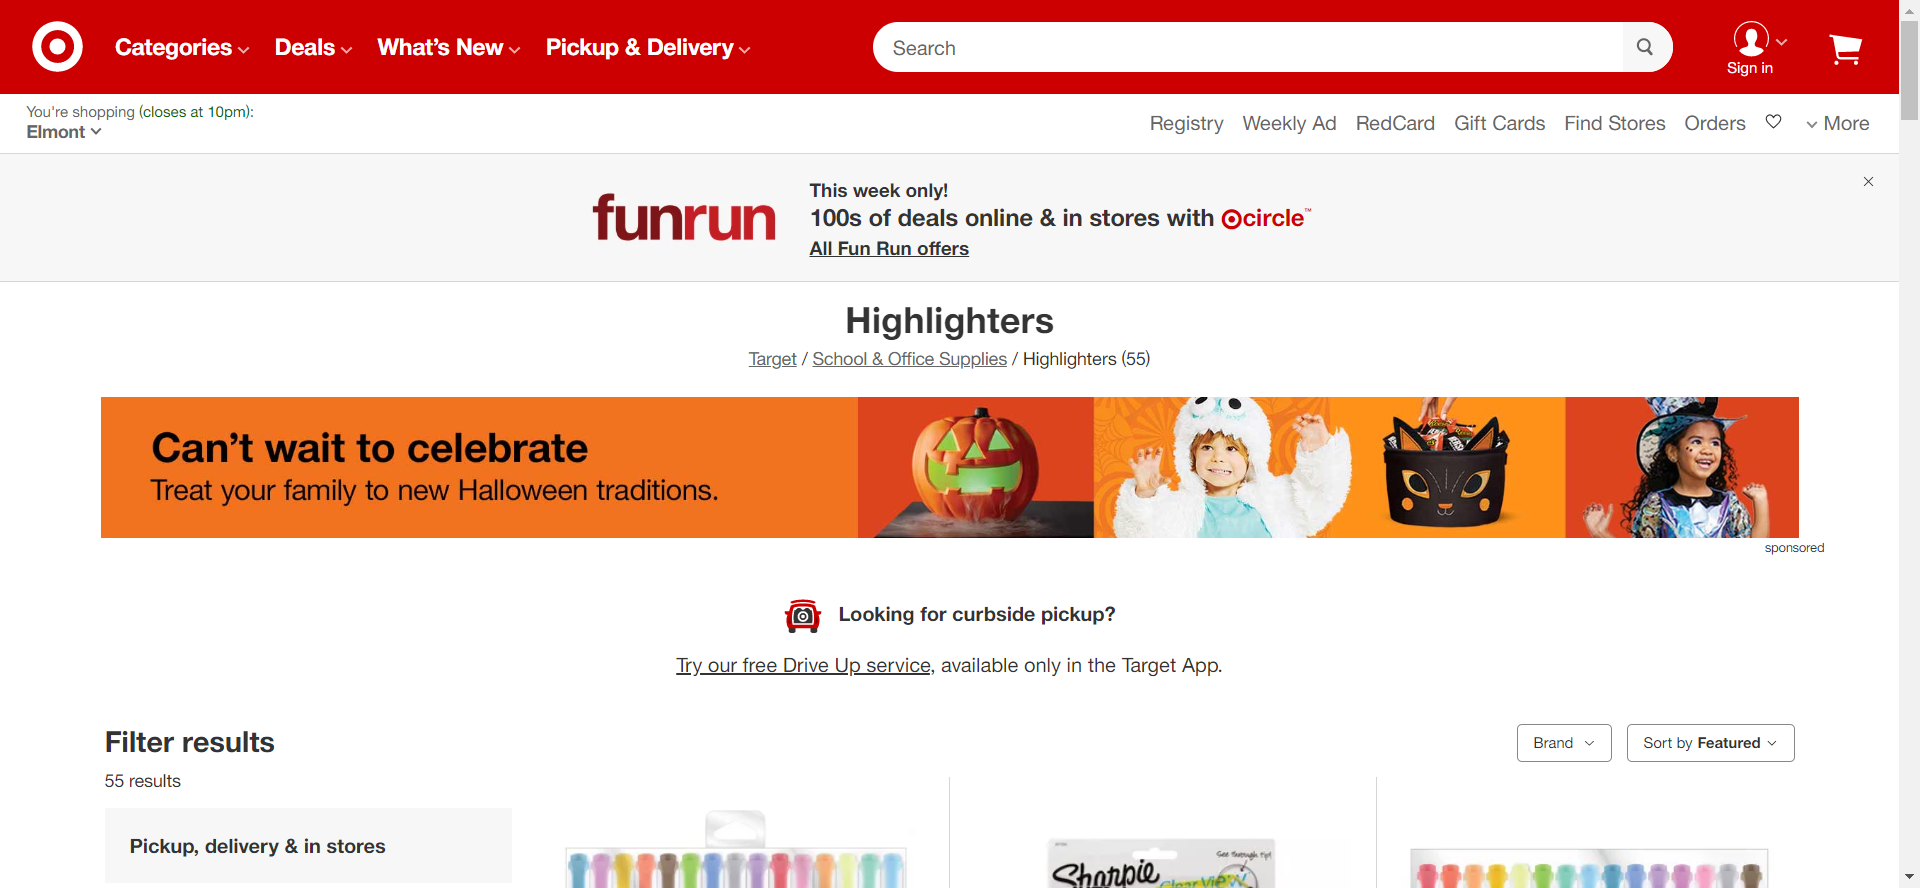 Categories
Deals
What's New
Pickup & Delivery
Search
Sign in
You're shopping (closes at 10pm):
Elmont
Registry
Weekly Ad
RedCard
Gift Cards
Find Stores
Orders
More
funrun
This week only!
100s of deals online & in stores with circle™
All Fun Run offers
Highlighters
Target / School & Office Supplies / Highlighters (55)
Can't wait to celebrate
Treat your family to new Halloween traditions.
sponsored
Looking for curbside pickup?
Try our free Drive Up service, available only in the Target App.
Filter results
Brand
Sort by Featured
55 results
Pickup, delivery & in stores
See through tip!
Sharpie
Clear View